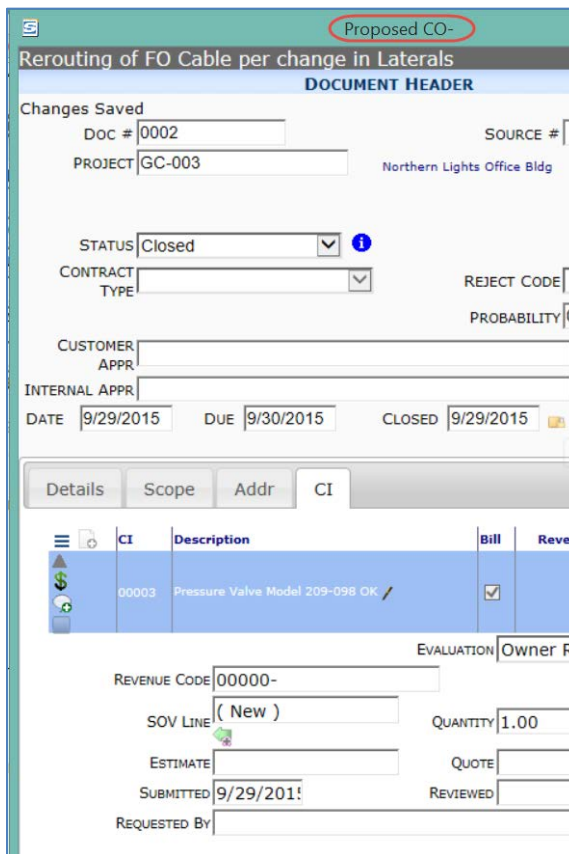 Proposed CO-
Rerouting of FO Cable per change in Laterals
DOCUMENT HEADER
Changes Saved
DOC # 0002 SOURCE #
PROJECT GC-003 Northern Lights Office Bldg
STATUS Closed
CONTRACT TYPE REJECT CODE
PROBABILITY
CUSTOMER APPR
INTERNAL APPR
DATE 9/29/2015 DUE 9/30/2015 CLOSED 9/29/2015
Details Scope Addr CI
CI Description Bill Reve
00003 Pressure Valve Model 209-098 OK
EVALUATION Owner R
REVENUE CODE 00000-
SOV LINE ( New ) QUANTITY 1.00
ESTIMATE QUOTE
SUBMITTED 9/29/201 REVIEWED
REQUESTED BY